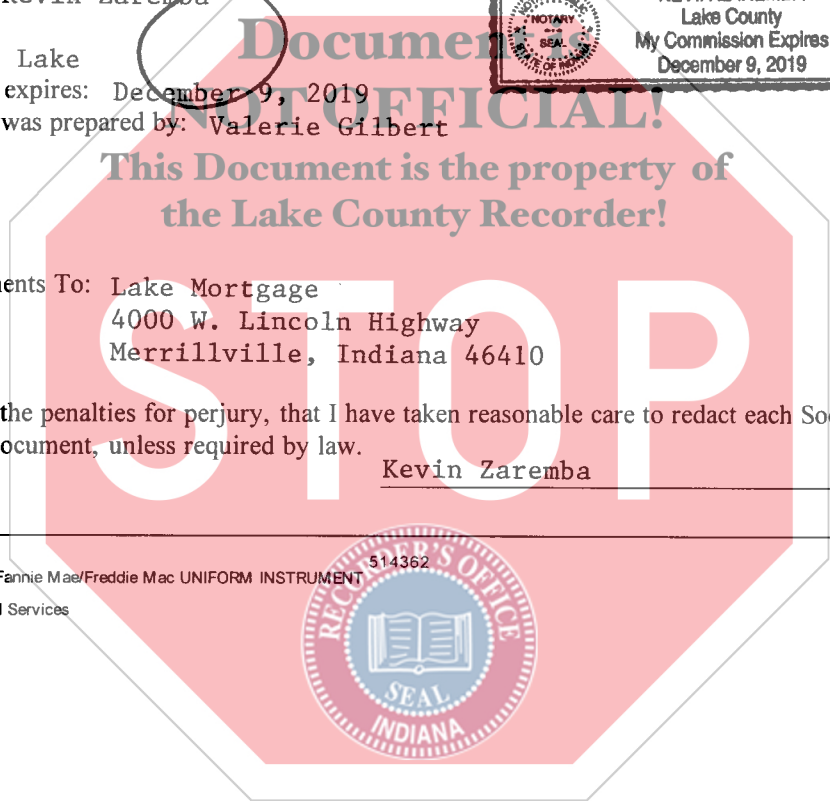 Kevin Zaremba
NOTARY
SEAL
STATE OF INDIANA
Lake County
My Commission Expires
December 9, 2019
Document is
Lake
expires: December 9, 2019
NOT OFFICIAL!
was prepared by: Valerie Gilbert
This Document is the property of
the Lake County Recorder!
ents To: Lake Mortgage
4000 W. Lincoln Highway
Merrillville, Indiana 46410
STOP
the penalties for perjury, that I have taken reasonable care to redact each Soc
ocument, unless required by law.
Kevin Zaremba
514362
Fannie Mae/Freddie Mac UNIFORM INSTRUMENT
l Services
RECORDER'S OFFICE
SEAL
INDIANA